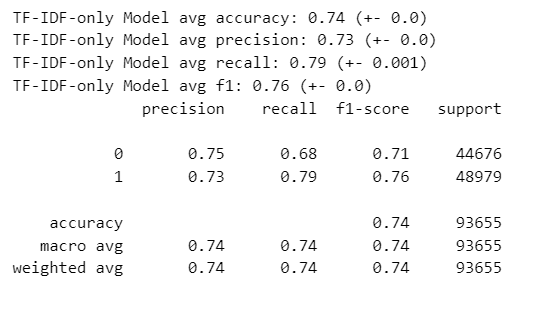 TF-IDF-only Model avg accuracy: 0.74 (+- 0.0)
TF-IDF-only Model avg precision: 0.73 (+- 0.0)
TF-IDF-only Model avg recall: 0.79 (+- 0.001)
TF-IDF-only Model avg f1: 0.76 (+- 0.0)
precision recall f1-score support
0 0.75 0.68 0.71 44676
1 0.73 0.79 0.76 48979
accuracy 0.74 93655
macro avg 0.74 0.74 0.74 93655
weighted avg 0.74 0.74 0.74 93655